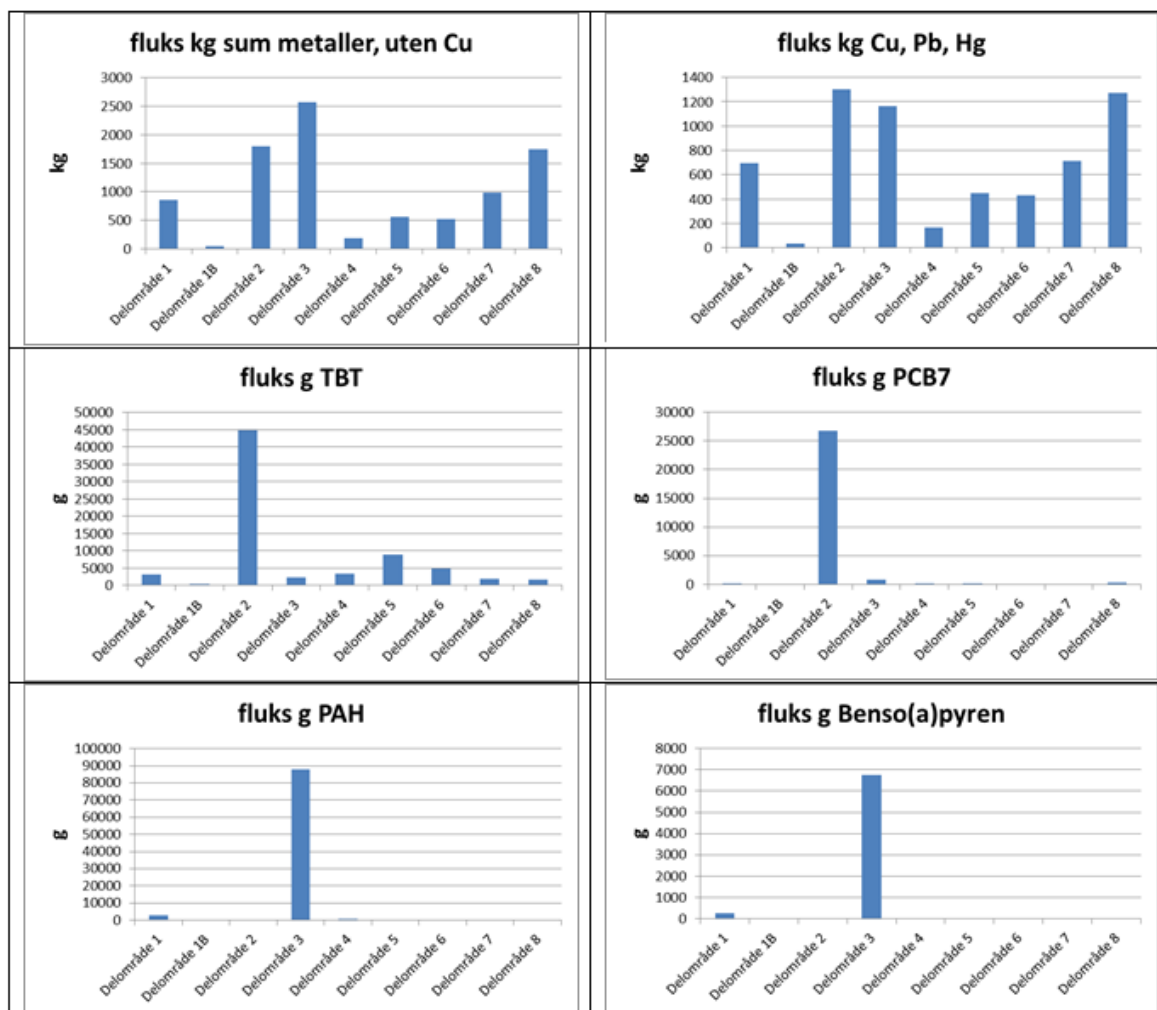 fluks kg sum metaller, uten Cu
kg
3000
2500
2000
1500
1000
500
0
Delområde 1
Delområde 1B
Delområde 2
Delområde 3
Delområde 4
Delområde 5
Delområde 6
Delområde 7
Delområde 8
fluks kg Cu, Pb, Hg
kg
1400
1200
1000
800
600
400
200
0
Delområde 1
Delområde 1B
Delområde 2
Delområde 3
Delområde 4
Delområde 5
Delområde 6
Delområde 7
Delområde 8
fluks g TBT
g
50000
45000
40000
35000
30000
25000
20000
15000
10000
5000
0
Delområde 1
Delområde 1B
Delområde 2
Delområde 3
Delområde 4
Delområde 5
Delområde 6
Delområde 7
Delområde 8
fluks g PCB7
g
30000
25000
20000
15000
10000
5000
0
Delområde 1
Delområde 1B
Delområde 2
Delområde 3
Delområde 4
Delområde 5
Delområde 6
Delområde 7
Delområde 8
fluks g PAH
g
100000
90000
80000
70000
60000
50000
40000
30000
20000
10000
0
Delområde 1
Delområde 1B
Delområde 2
Delområde 3
Delområde 4
Delområde 5
Delområde 6
Delområde 7
Delområde 8
fluks g Benso(a)pyren
g
8000
7000
6000
5000
4000
3000
2000
1000
0
Delområde 1
Delområde 1B
Delområde 2
Delområde 3
Delområde 4
Delområde 5
Delområde 6
Delområde 7
Delområde 8